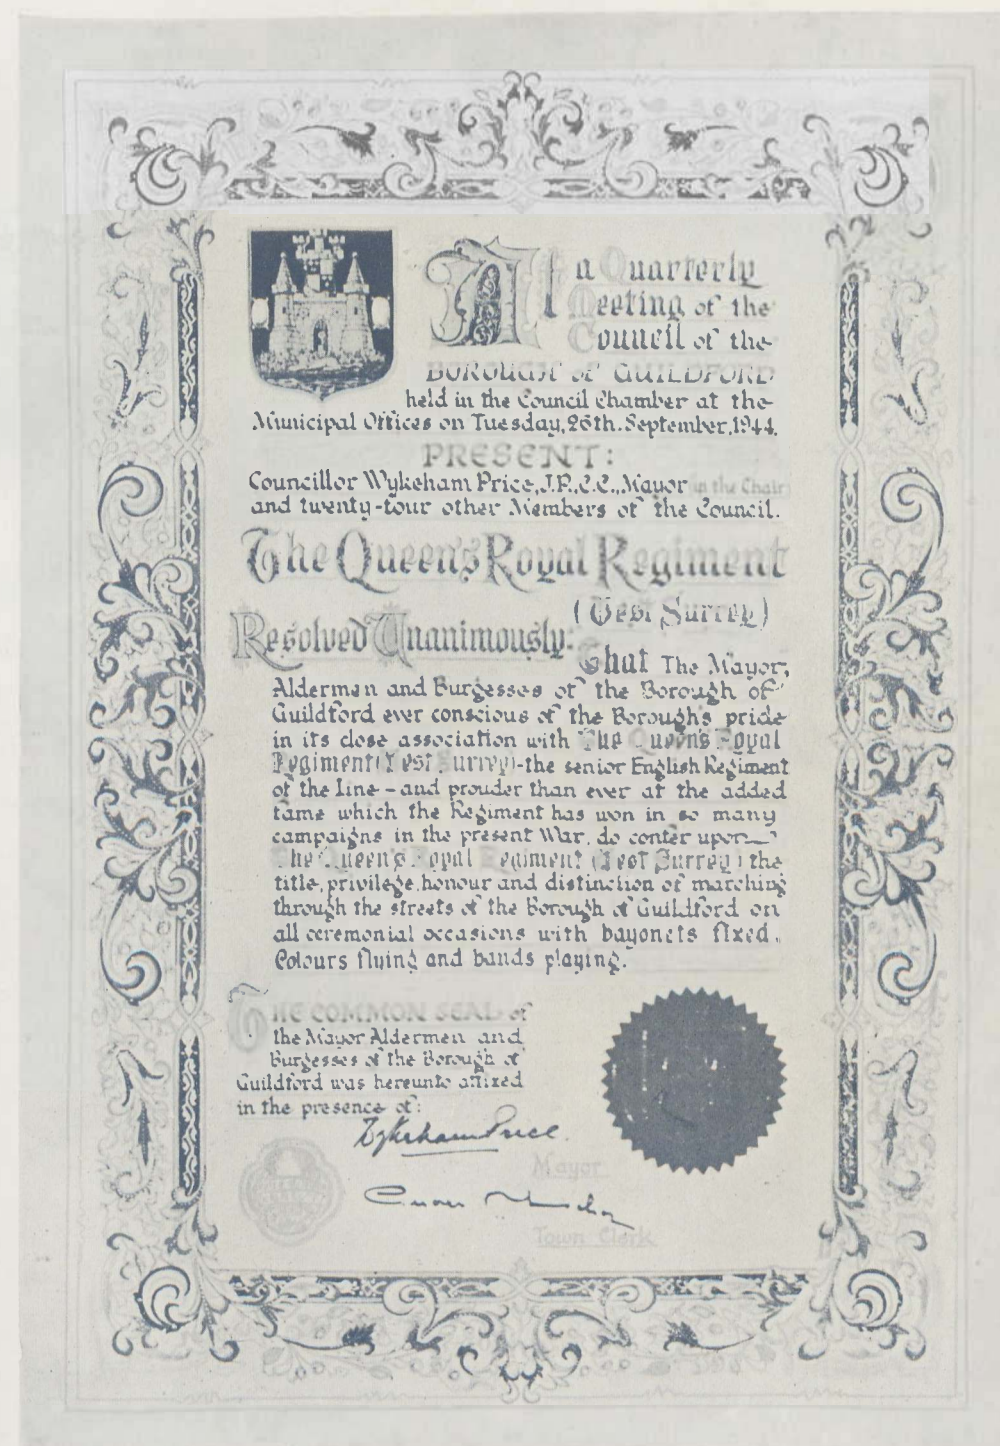 At a Quarterly
Meeting of the
Council of the
BOROUGH OF GUILDFORD
held in the Council Chamber at the
Municipal Offices on Tuesday, 26th. September, 1944.
PRESENT:
Councillor Wykeham Price, J.P., C.C., Mayor in the Chair
and twenty-four other Members of the Council.
The Queen's Royal Regiment
(West Surrey)
Resolved Unanimously: That The Mayor,
Aldermen and Burgesses of the Borough of
Guildford ever conscious of the Borough's pride
in its close association with The Queen's Royal
Regiment (West Surrey) - the senior English Regiment
of the Line - and prouder than ever at the added
fame which the Regiment has won in so many
campaigns in the present War, do confer upon
The Queen's Royal Regiment (West Surrey) the
title, privilege, honour and distinction of marching
through the streets of the Borough of Guildford on
all ceremonial occasions with bayonets fixed,
Colours flying and bands playing.
THE COMMON SEAL of
the Mayor Aldermen and
Burgesses of the Borough of
Guildford was hereunto affixed
in the presence of:
Wykeham Price
Mayor
Town Clerk